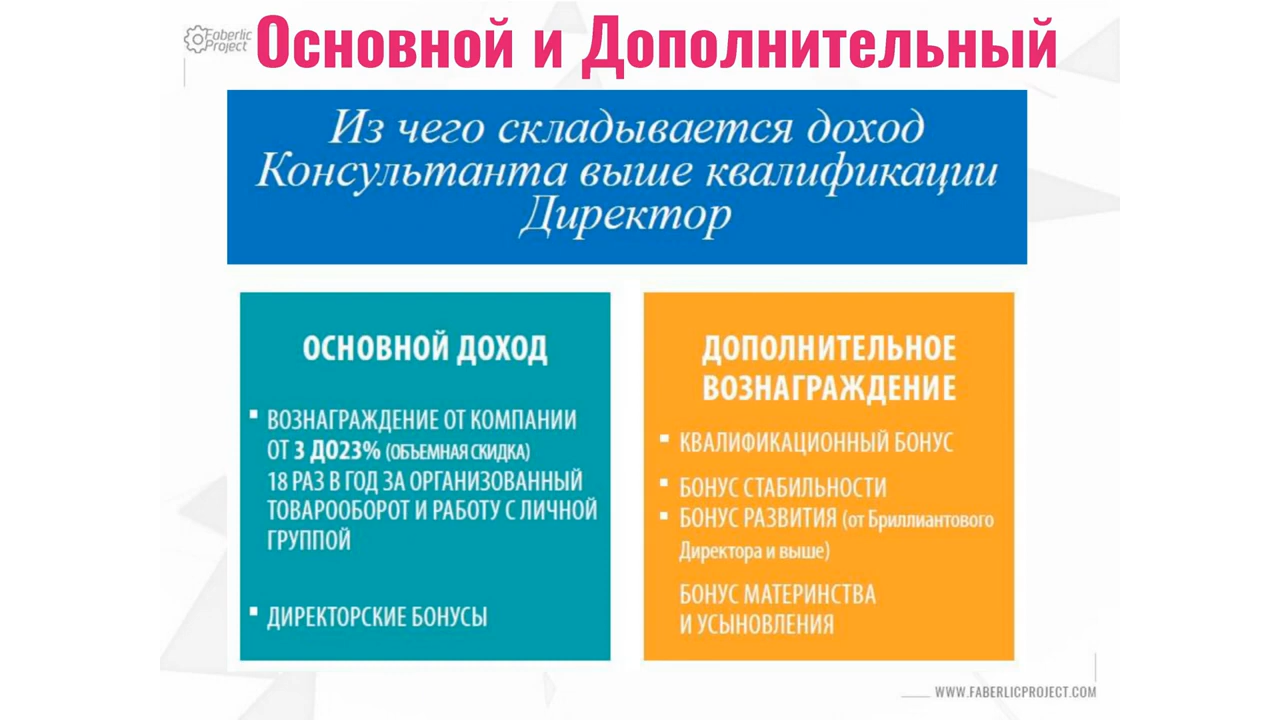 Faberlic
Project
Основной и Дополнительный
Из чего складывается доход
Консультанта выше квалификации
Директор
ОСНОВНОЙ ДОХОД
▪ ВОЗНАГРАЖДЕНИЕ ОТ КОМПАНИИ
ОТ 3 ДО23% (ОБЪЕМНАЯ СКИДКА)
18 РАЗ В ГОД ЗА ОРГАНИЗОВАННЫЙ
ТОВАРООБОРОТ И РАБОТУ С ЛИЧНОЙ
ГРУППОЙ
▪ ДИРЕКТОРСКИЕ БОНУСЫ
ДОПОЛНИТЕЛЬНОЕ
ВОЗНАГРАЖДЕНИЕ
▪ КВАЛИФИКАЦИОННЫЙ БОНУС
▪ БОНУС СТАБИЛЬНОСТИ
▪ БОНУС РАЗВИТИЯ (от Бриллиантового
Директора и выше)
БОНУС МАТЕРИНСТВА
И УСЫНОВЛЕНИЯ
WWW.FABERLICPROJECT.COM